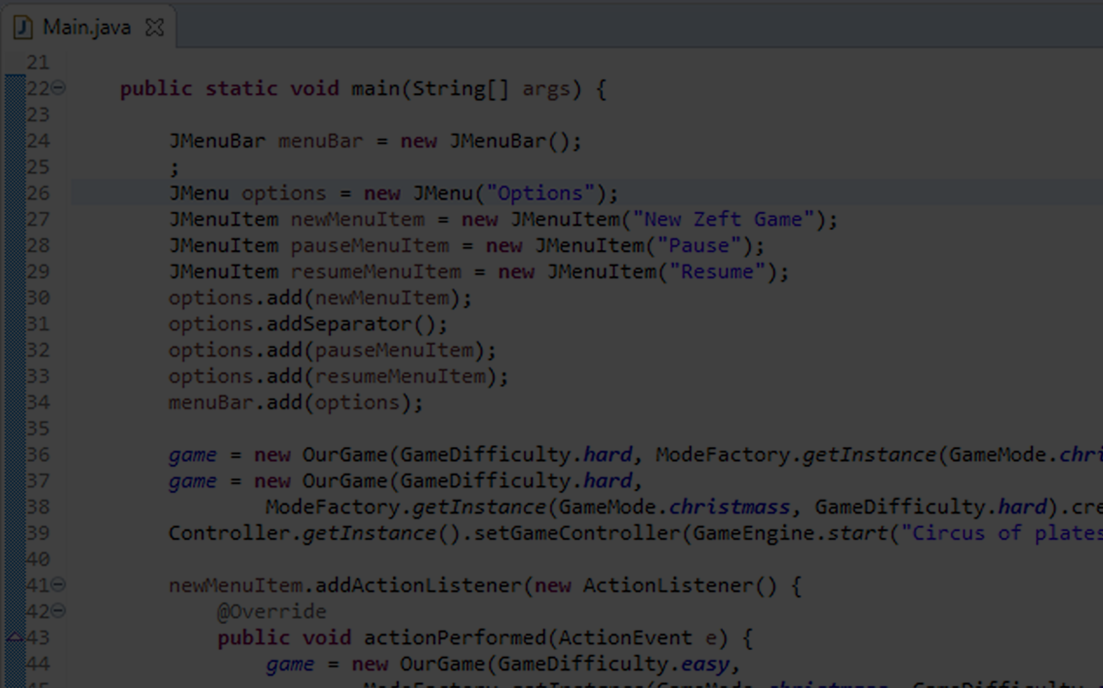 Main.java
21
22 public static void main(String[] args) {
23
24 JMenuBar menuBar = new JMenuBar();
25 ;
26 JMenu options = new JMenu("Options");
27 JMenuItem newMenuItem = new JMenuItem("New Zeft Game");
28 JMenuItem pauseMenuItem = new JMenuItem("Pause");
29 JMenuItem resumeMenuItem = new JMenuItem("Resume");
30 options.add(newMenuItem);
31 options.addSeparator();
32 options.add(pauseMenuItem);
33 options.add(resumeMenuItem);
34 menuBar.add(options);
35
36 game = new OurGame(GameDifficulty.hard, ModeFactory.getInstance(GameMode.chri
37 game = new OurGame(GameDifficulty.hard,
38 ModeFactory.getInstance(GameMode.christmass, GameDifficulty.hard).cre
39 Controller.getInstance().setGameController(GameEngine.start("Circus of plates
40
41 newMenuItem.addActionListener(new ActionListener() {
42 @Override
43 public void actionPerformed(ActionEvent e) {
44 game = new OurGame(GameDifficulty.easy,